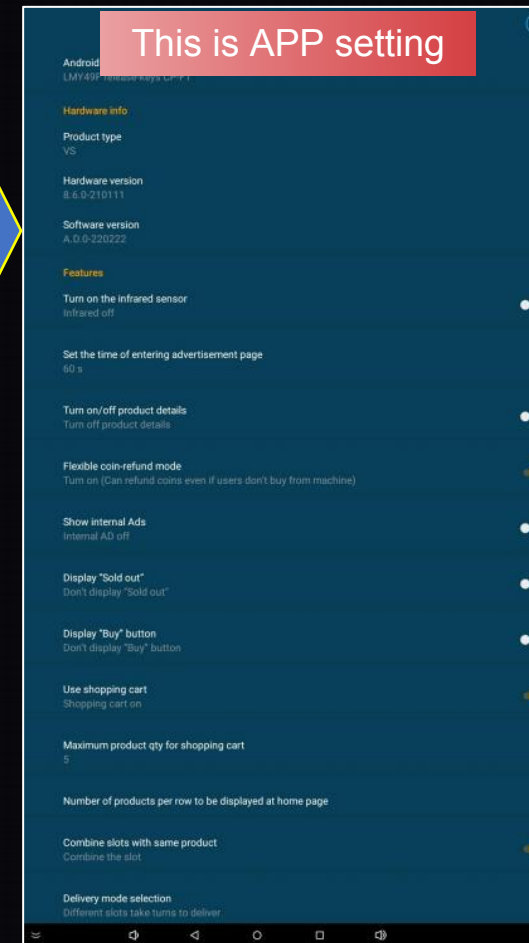 This is APP setting
Android
LMY49F release-keys CP-F1
Hardware info
Product type
VS
Hardware version
8.6.0-210111
Software version
A.D.0-220222
Features
Turn on the infrared sensor
Infrared off
Set the time of entering advertisement page
60 s
Turn on/off product details
Turn off product details
Flexible coin-refund mode
Turn on (Can refund coins even if users don't buy from machine)
Show internal Ads
Internal AD off
Display "Sold out"
Don't display "Sold out"
Display "Buy" button
Don't display "Buy" button
Use shopping cart
Shopping cart on
Maximum product qty for shopping cart
5
Number of products per row to be displayed at home page
Combine slots with same product
Combine the slot
Delivery mode selection
Different slots take turns to deliver